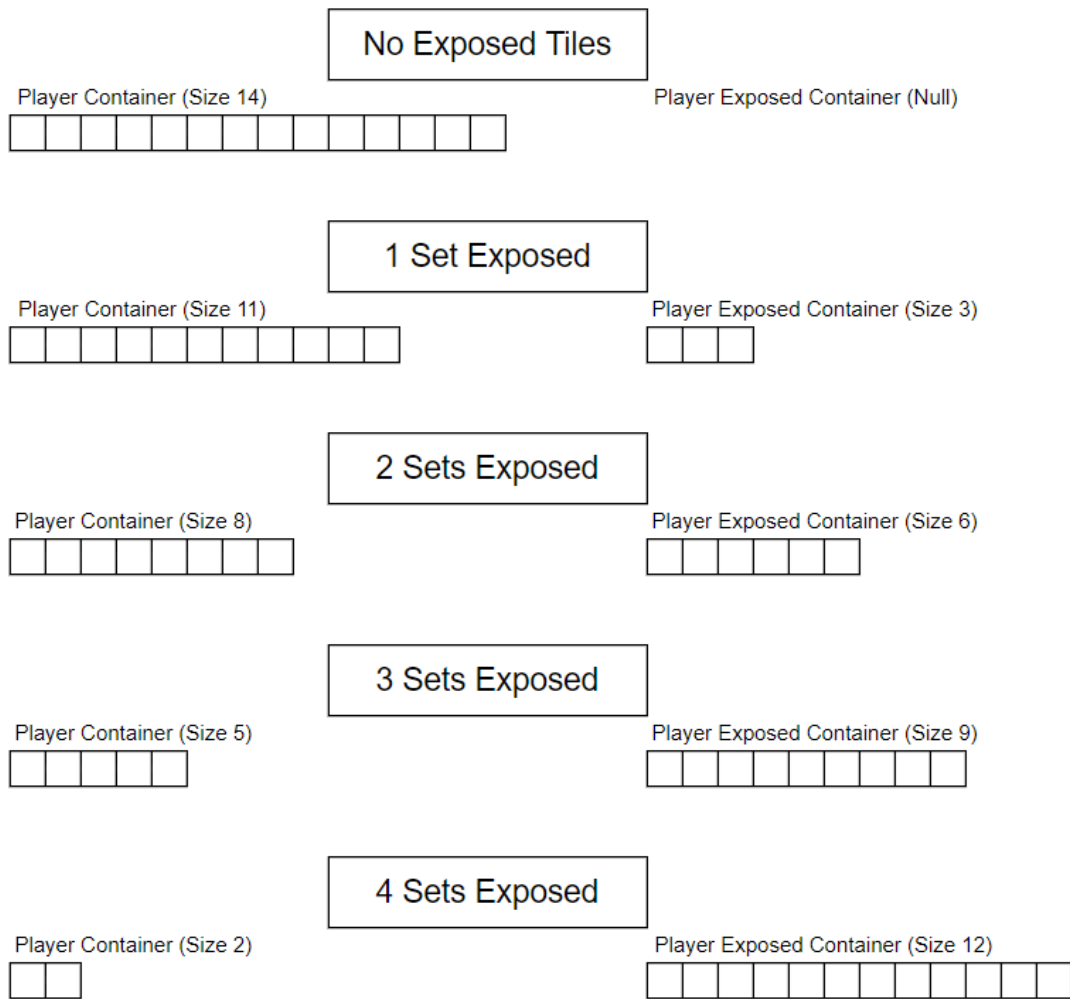 No Exposed Tiles
Player Container (Size 14)
Player Exposed Container (Null)
1 Set Exposed
Player Container (Size 11)
Player Exposed Container (Size 3)
2 Sets Exposed
Player Container (Size 8)
Player Exposed Container (Size 6)
3 Sets Exposed
Player Container (Size 5)
Player Exposed Container (Size 9)
4 Sets Exposed
Player Container (Size 2)
Player Exposed Container (Size 12)